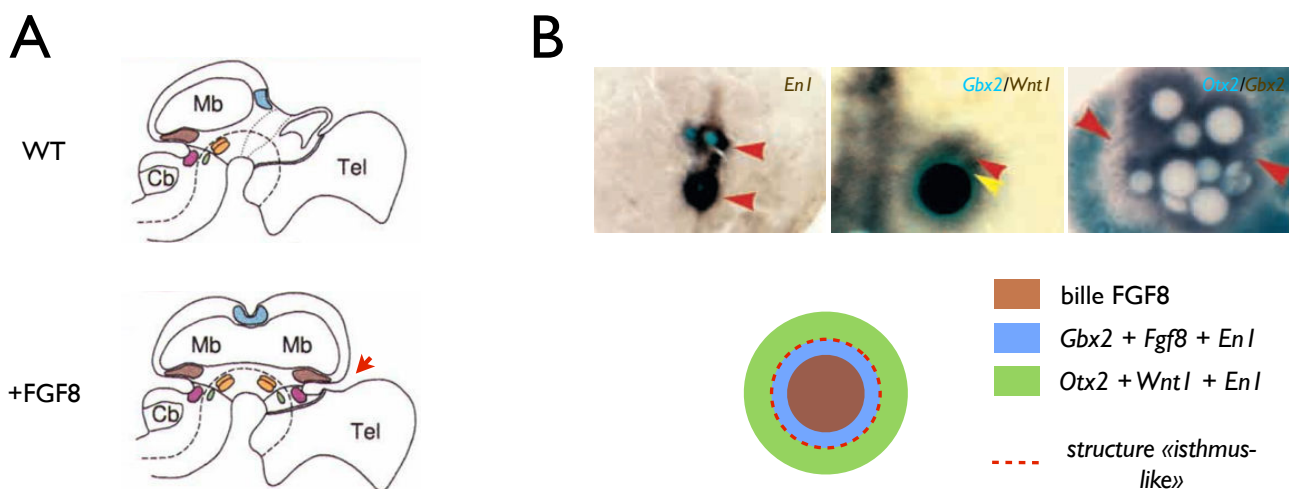 A
B
WT
Mb
Cb
Tel
En1
Gbx2/Wnt1
Otx2/Gbx2
+FGF8
Mb
Mb
Cb
Tel
bille FGF8
Gbx2 + Fgf8 + En1
Otx2 + Wnt1 + En1
structure «isthmus-
like»